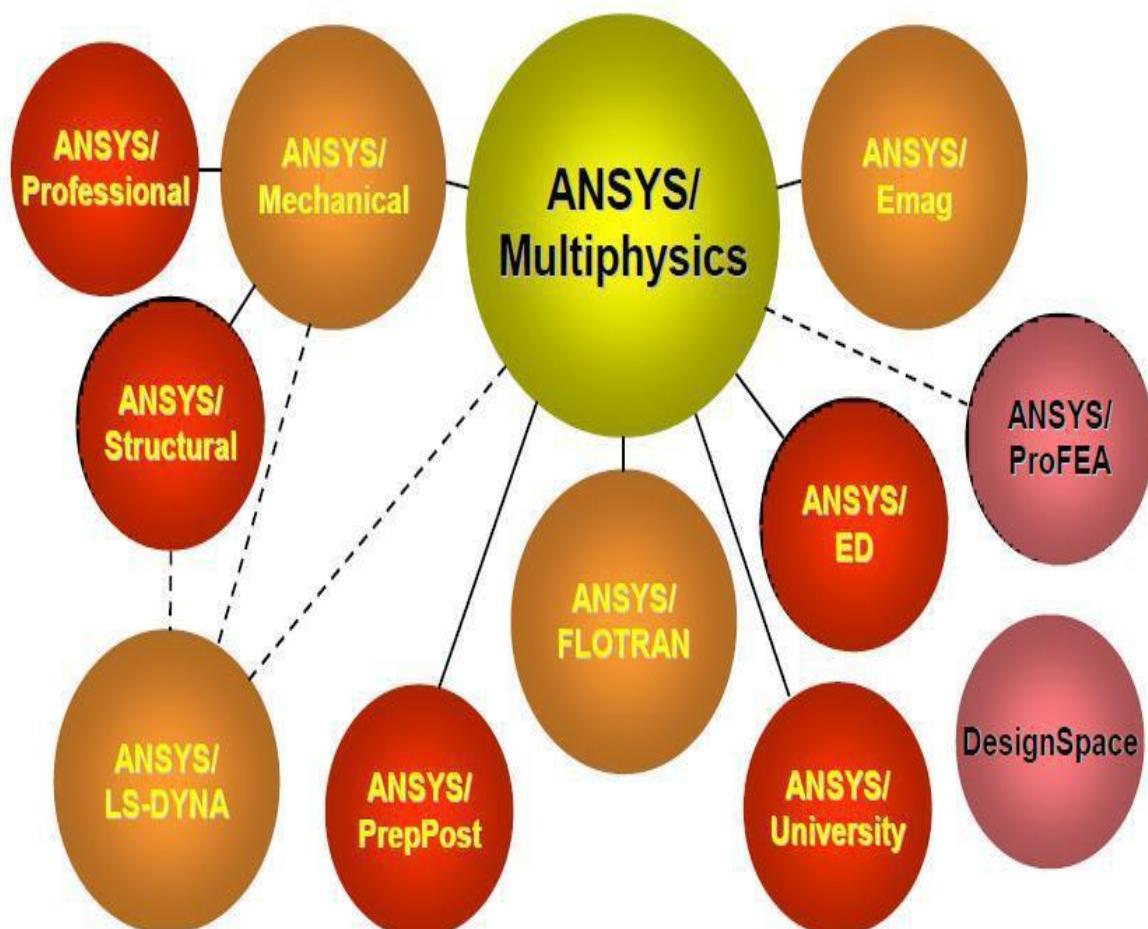 ANSYS/
Professional
ANSYS/
Mechanical
ANSYS/
Multiphysics
ANSYS/
Emag
ANSYS/
Structural
ANSYS/
ProFEA
ANSYS/
ED
ANSYS/
FLOTRAN
DesignSpace
ANSYS/
LS-DYNA
ANSYS/
PrepPost
ANSYS/
University